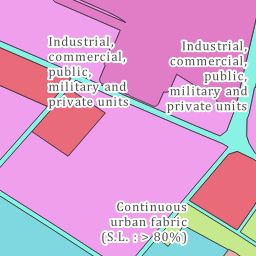 Industrial,
commercial,
public,
military and
private units
Industrial,
commercial,
public,
military and
private units
Continuous
urban fabric
(S.L. : > 80%)